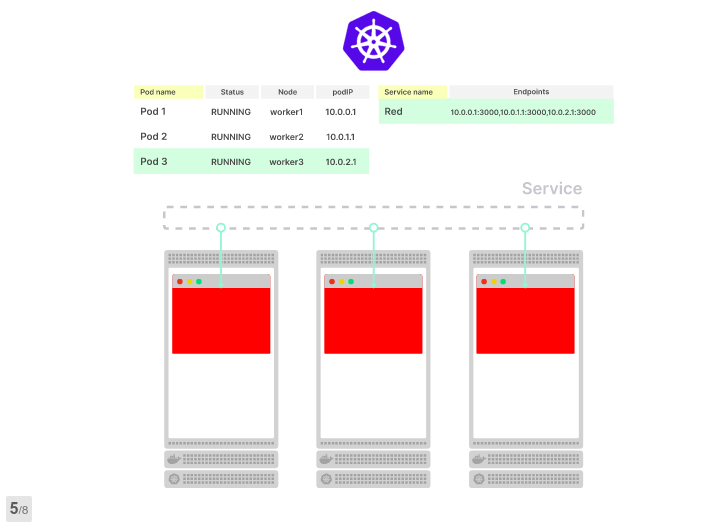 Pod name Status Node podIP
Pod 1 RUNNING worker1 10.0.0.1
Pod 2 RUNNING worker2 10.0.1.1
Pod 3 RUNNING worker3 10.0.2.1
Service name Endpoints
Red 10.0.0.1:3000,10.0.1.1:3000,10.0.2.1:3000
Service
5/8